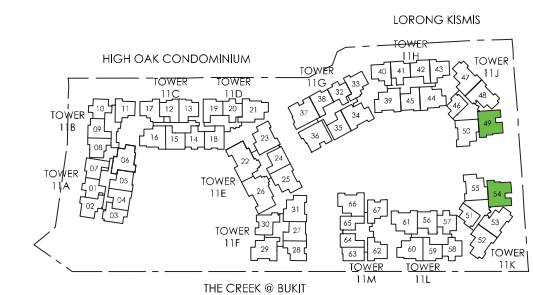 LORONG KISMIS
HIGH OAK CONDOMINIUM
TOWER
11H
TOWER
11J
TOWER
11G
TOWER
11C
TOWER
11D
40 41 42 43
47
48
38 32 33
39 45 44
46
49
50
37
36 35 34
10 11 17 12 13 19 20 21
TOWER
11B
09
16 15 14 18
08
06
23
22
24
07
05
25
TOWER
11A
01
TOWER
11E
26
02
04
03
55
54
66
67
31
51
53
65
61 56 57
30
27
TOWER
11F
64
52
29
28
63
62
60 59 58
TOWER
11K
TOWER
11M
TOWER
11L
THE CREEK @ BUKIT